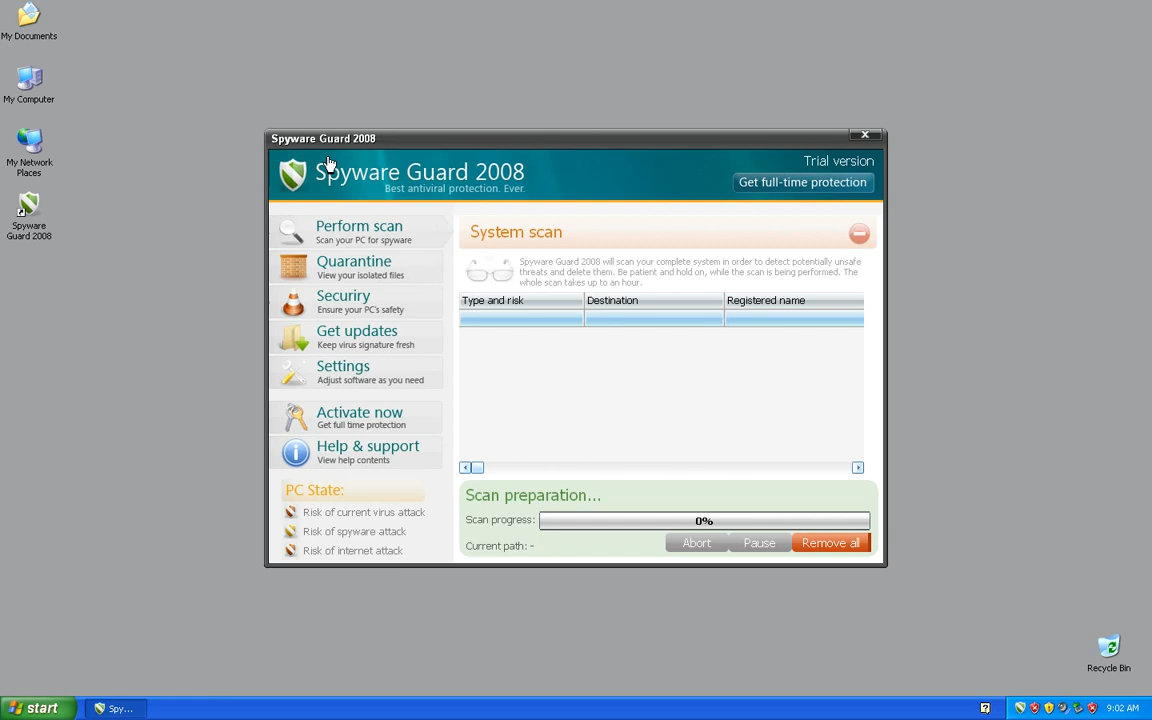 My Documents
My Computer
My Network
Places
Spyware
Guard 2008
Spyware Guard 2008
Spyware Guard 2008
Best antiviral protection. Ever.
Trial version
Get full-time protection
Perform scan
Scan your PC for spyware
Quarantine
View your isolated files
Securiry
Ensure your PC's safety
Get updates
Keep virus signature fresh
Settings
Adjust software as you need
Activate now
Get full time protection
Help & support
View help contents
PC State:
Risk of current virus attack
Risk of spyware attack
Risk of internet attack
System scan
Spyware Guard 2008 will scan your complete system in order to detect potentially unsafe
threats and delete them. Be patient and hold on, while the scan is being performed. The
whole scan takes up to an hour.
Type and risk Destination Registered name
Scan preparation...
Scan progress: 0%
Current path: -
Abort Pause Remove all
Recycle Bin
start
Spy...
9:02 AM